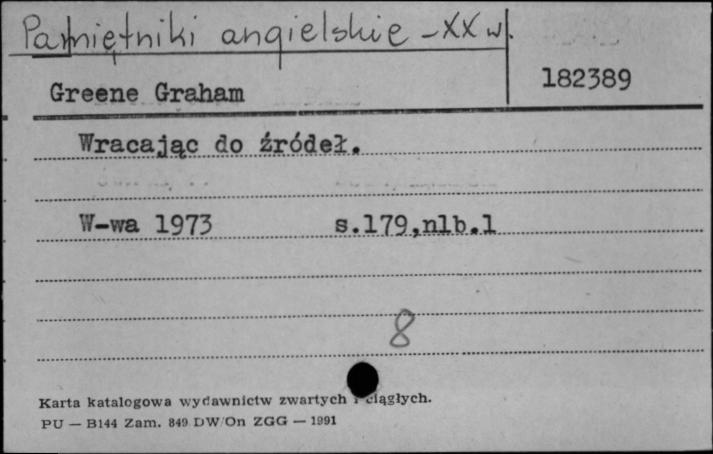 Pamiętniki angielskie - XX w.
182389
Greene Graham
Wracając do źródeł.
W-wa 1973 s.179,nlb.1
8
Karta katalogowa wydawnictw zwartych i ciągłych.
PU — B144 Zam. 849 DW/On ZGG — 1991